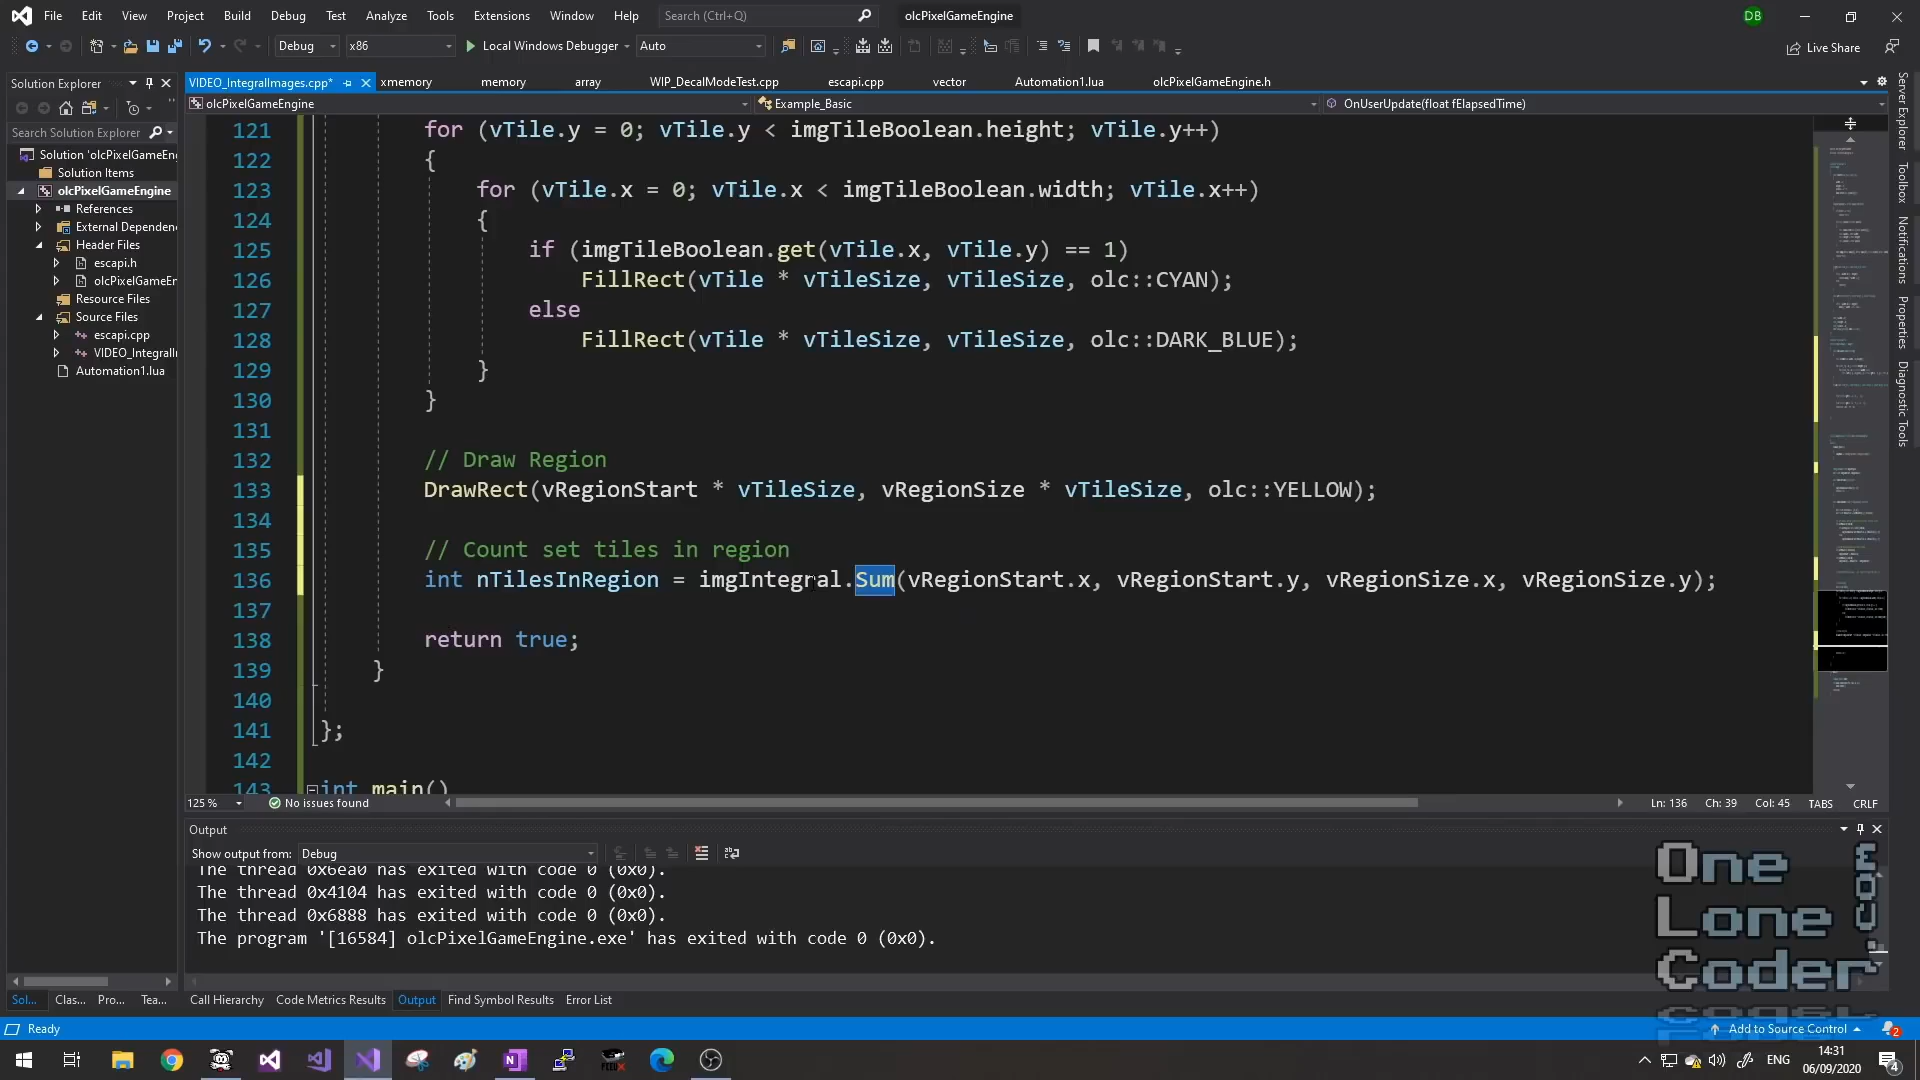 File Edit View Project Build Debug Test Analyze Tools Extensions Window Help Search (Ctrl+Q) olcPixelGameEngine DB
Debug x86 Local Windows Debugger Auto Live Share
Solution Explorer
VIDEO_IntegralImages.cpp* xmemory memory array WIP_DecalModeTest.cpp escapi.cpp vector Automation1.lua olcPixelGameEngine.h
olcPixelGameEngine Example_Basic OnUserUpdate(float fElapsedTime)
Search Solution Explorer
Solution 'olcPixelGameEng
Solution Items
olcPixelGameEngine
References
External Dependen
Header Files
escapi.h
olcPixelGameEr
Resource Files
Source Files
escapi.cpp
VIDEO_IntegralI
Automation1.lua
121 for (vTile.y = 0; vTile.y < imgTileBoolean.height; vTile.y++)
122 {
123 for (vTile.x = 0; vTile.x < imgTileBoolean.width; vTile.x++)
124 {
125 if (imgTileBoolean.get(vTile.x, vTile.y) == 1)
126 FillRect(vTile * vTileSize, vTileSize, olc::CYAN);
127 else
128 FillRect(vTile * vTileSize, vTileSize, olc::DARK_BLUE);
129 }
130 }
131
132 // Draw Region
133 DrawRect(vRegionStart * vTileSize, vRegionSize * vTileSize, olc::YELLOW);
134
135 // Count set tiles in region
136 int nTilesInRegion = imgIntegral.Sum(vRegionStart.x, vRegionStart.y, vRegionSize.x, vRegionSize.y);
137
138 return true;
139 }
140
141 };
142
143 int main()
Server Explorer
Toolbox
Notifications
Properties
Diagnostic Tools
125 % No issues found Ln: 136 Ch: 39 Col: 45 TABS CRLF
Output
Show output from: Debug
The thread 0x6ea0 has exited with code 0 (0x0).
The thread 0x4104 has exited with code 0 (0x0).
The thread 0x6888 has exited with code 0 (0x0).
The program '[16584] olcPixelGameEngine.exe' has exited with code 0 (0x0).
One
Lone
Coder
Sol... Clas... Pro... Tea... Call Hierarchy Code Metrics Results Output Find Symbol Results Error List
Ready Add to Source Control 2
ENG 14:31
06/09/2020 4